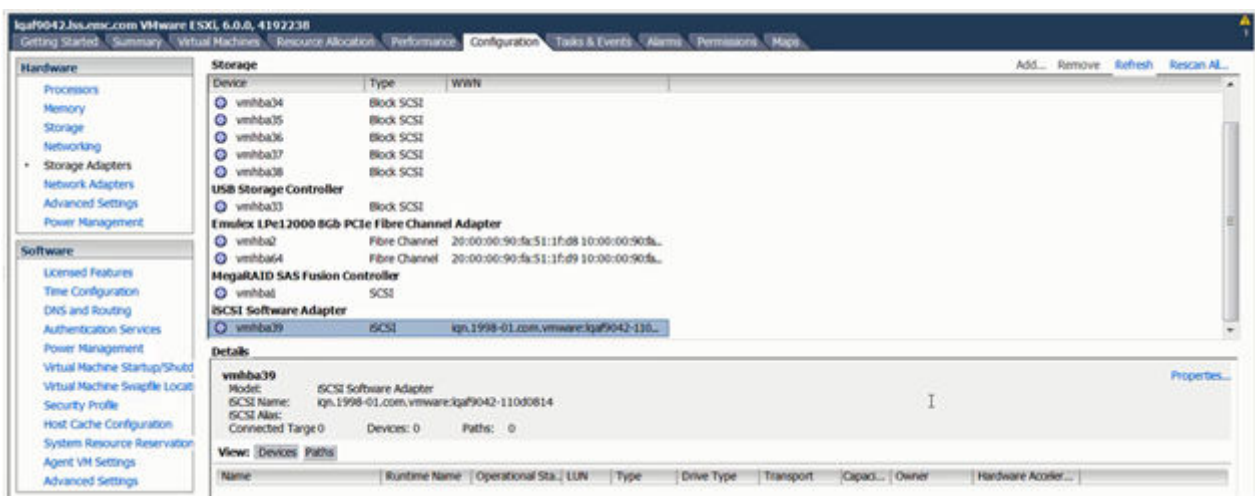 lqaf9042.lss.emc.com VMware ESXi, 6.0.0, 4192238
Getting Started Summary Virtual Machines Resource Allocation Performance Configuration Tasks & Events Alarms Permissions Maps
Hardware
Processors
Memory
Storage
Networking
Storage Adapters
Network Adapters
Advanced Settings
Power Management
Software
Licensed Features
Time Configuration
DNS and Routing
Authentication Services
Power Management
Virtual Machine Startup/Shutd
Virtual Machine Swapfile Locati
Security Profile
Host Cache Configuration
System Resource Reservation
Agent VM Settings
Advanced Settings
Storage Add... Remove Refresh Rescan All...
Device Type WWN
vmhba34 Block SCSI
vmhba35 Block SCSI
vmhba36 Block SCSI
vmhba37 Block SCSI
vmhba38 Block SCSI
USB Storage Controller
vmhba33 Block SCSI
Emulex LPe12000 8Gb PCIe Fibre Channel Adapter
vmhba2 Fibre Channel 20:00:00:90:fa:51:1f:d8 10:00:00:90:fa...
vmhba64 Fibre Channel 20:00:00:90:fa:51:1f:d9 10:00:00:90:fa...
MegaRAID SAS Fusion Controller
vmhba1 SCSI
iSCSI Software Adapter
vmhba39 iSCSI iqn.1998-01.com.vmware:lqaf9042-110...
Details
vmhba39 Properties...
Model: iSCSI Software Adapter
iSCSI Name: iqn.1998-01.com.vmware:lqaf9042-110d0814
iSCSI Alias:
Connected Targe 0 Devices: 0 Paths: 0
View: Devices Paths
Name Runtime Name Operational Sta... LUN Type Drive Type Transport Capaci... Owner Hardware Acceler...